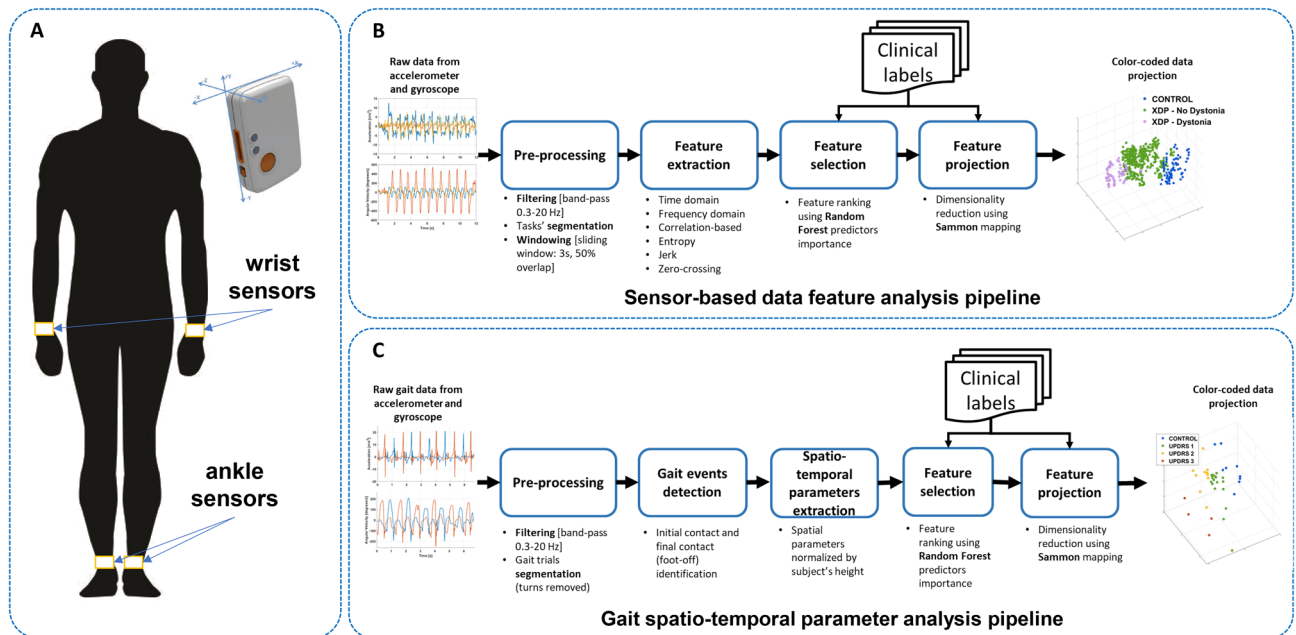 A
+Y
+X
-Z
-X
-Y
wrist
sensors
ankle
sensors
B
Raw data from
accelerometer
and gyroscope
Time [s]
Pre-processing
• Filtering [band-pass
0.3-20 Hz]
• Tasks' segmentation
• Windowing [sliding
window: 3s, 50%
overlap]
Feature
extraction
• Time domain
• Frequency domain
• Correlation-based
• Entropy
• Jerk
• Zero-crossing
Clinical
labels
Feature
selection
• Feature ranking
using Random
Forest predictors
importance
Feature
projection
• Dimensionality
reduction using
Sammon mapping
Color-coded data
projection
CONTROL
XDP - No Dystonia
XDP - Dystonia
Sensor-based data feature analysis pipeline
C
Raw gait data from
accelerometer and
gyroscope
Time [s]
Pre-processing
• Filtering [band-pass
0.3-20 Hz]
• Gait trials
segmentation
(turns removed)
Gait events
detection
• Initial contact and
final contact
(foot-off)
identification
Spatio-
temporal
parameters
extraction
• Spatial
parameters
normalized by
subject's height
Clinical
labels
Feature
selection
• Feature
ranking using
Random Forest
predictors
importance
Feature
projection
• Dimensionality
reduction using
Sammon mapping
Color-coded data
projection
CONTROL
UPDRS 1
UPDRS 2
UPDRS 3
Gait spatio-temporal parameter analysis pipeline